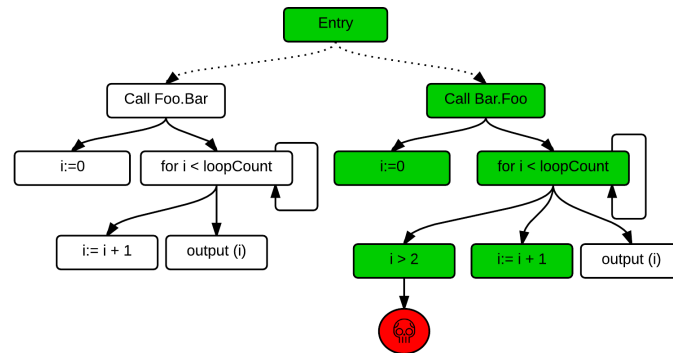 Entry
Call Foo.Bar
Call Bar.Foo
i:=0
for i < loopCount
i:=0
for i < loopCount
i:= i + 1
output (i)
i > 2
i:= i + 1
output (i)